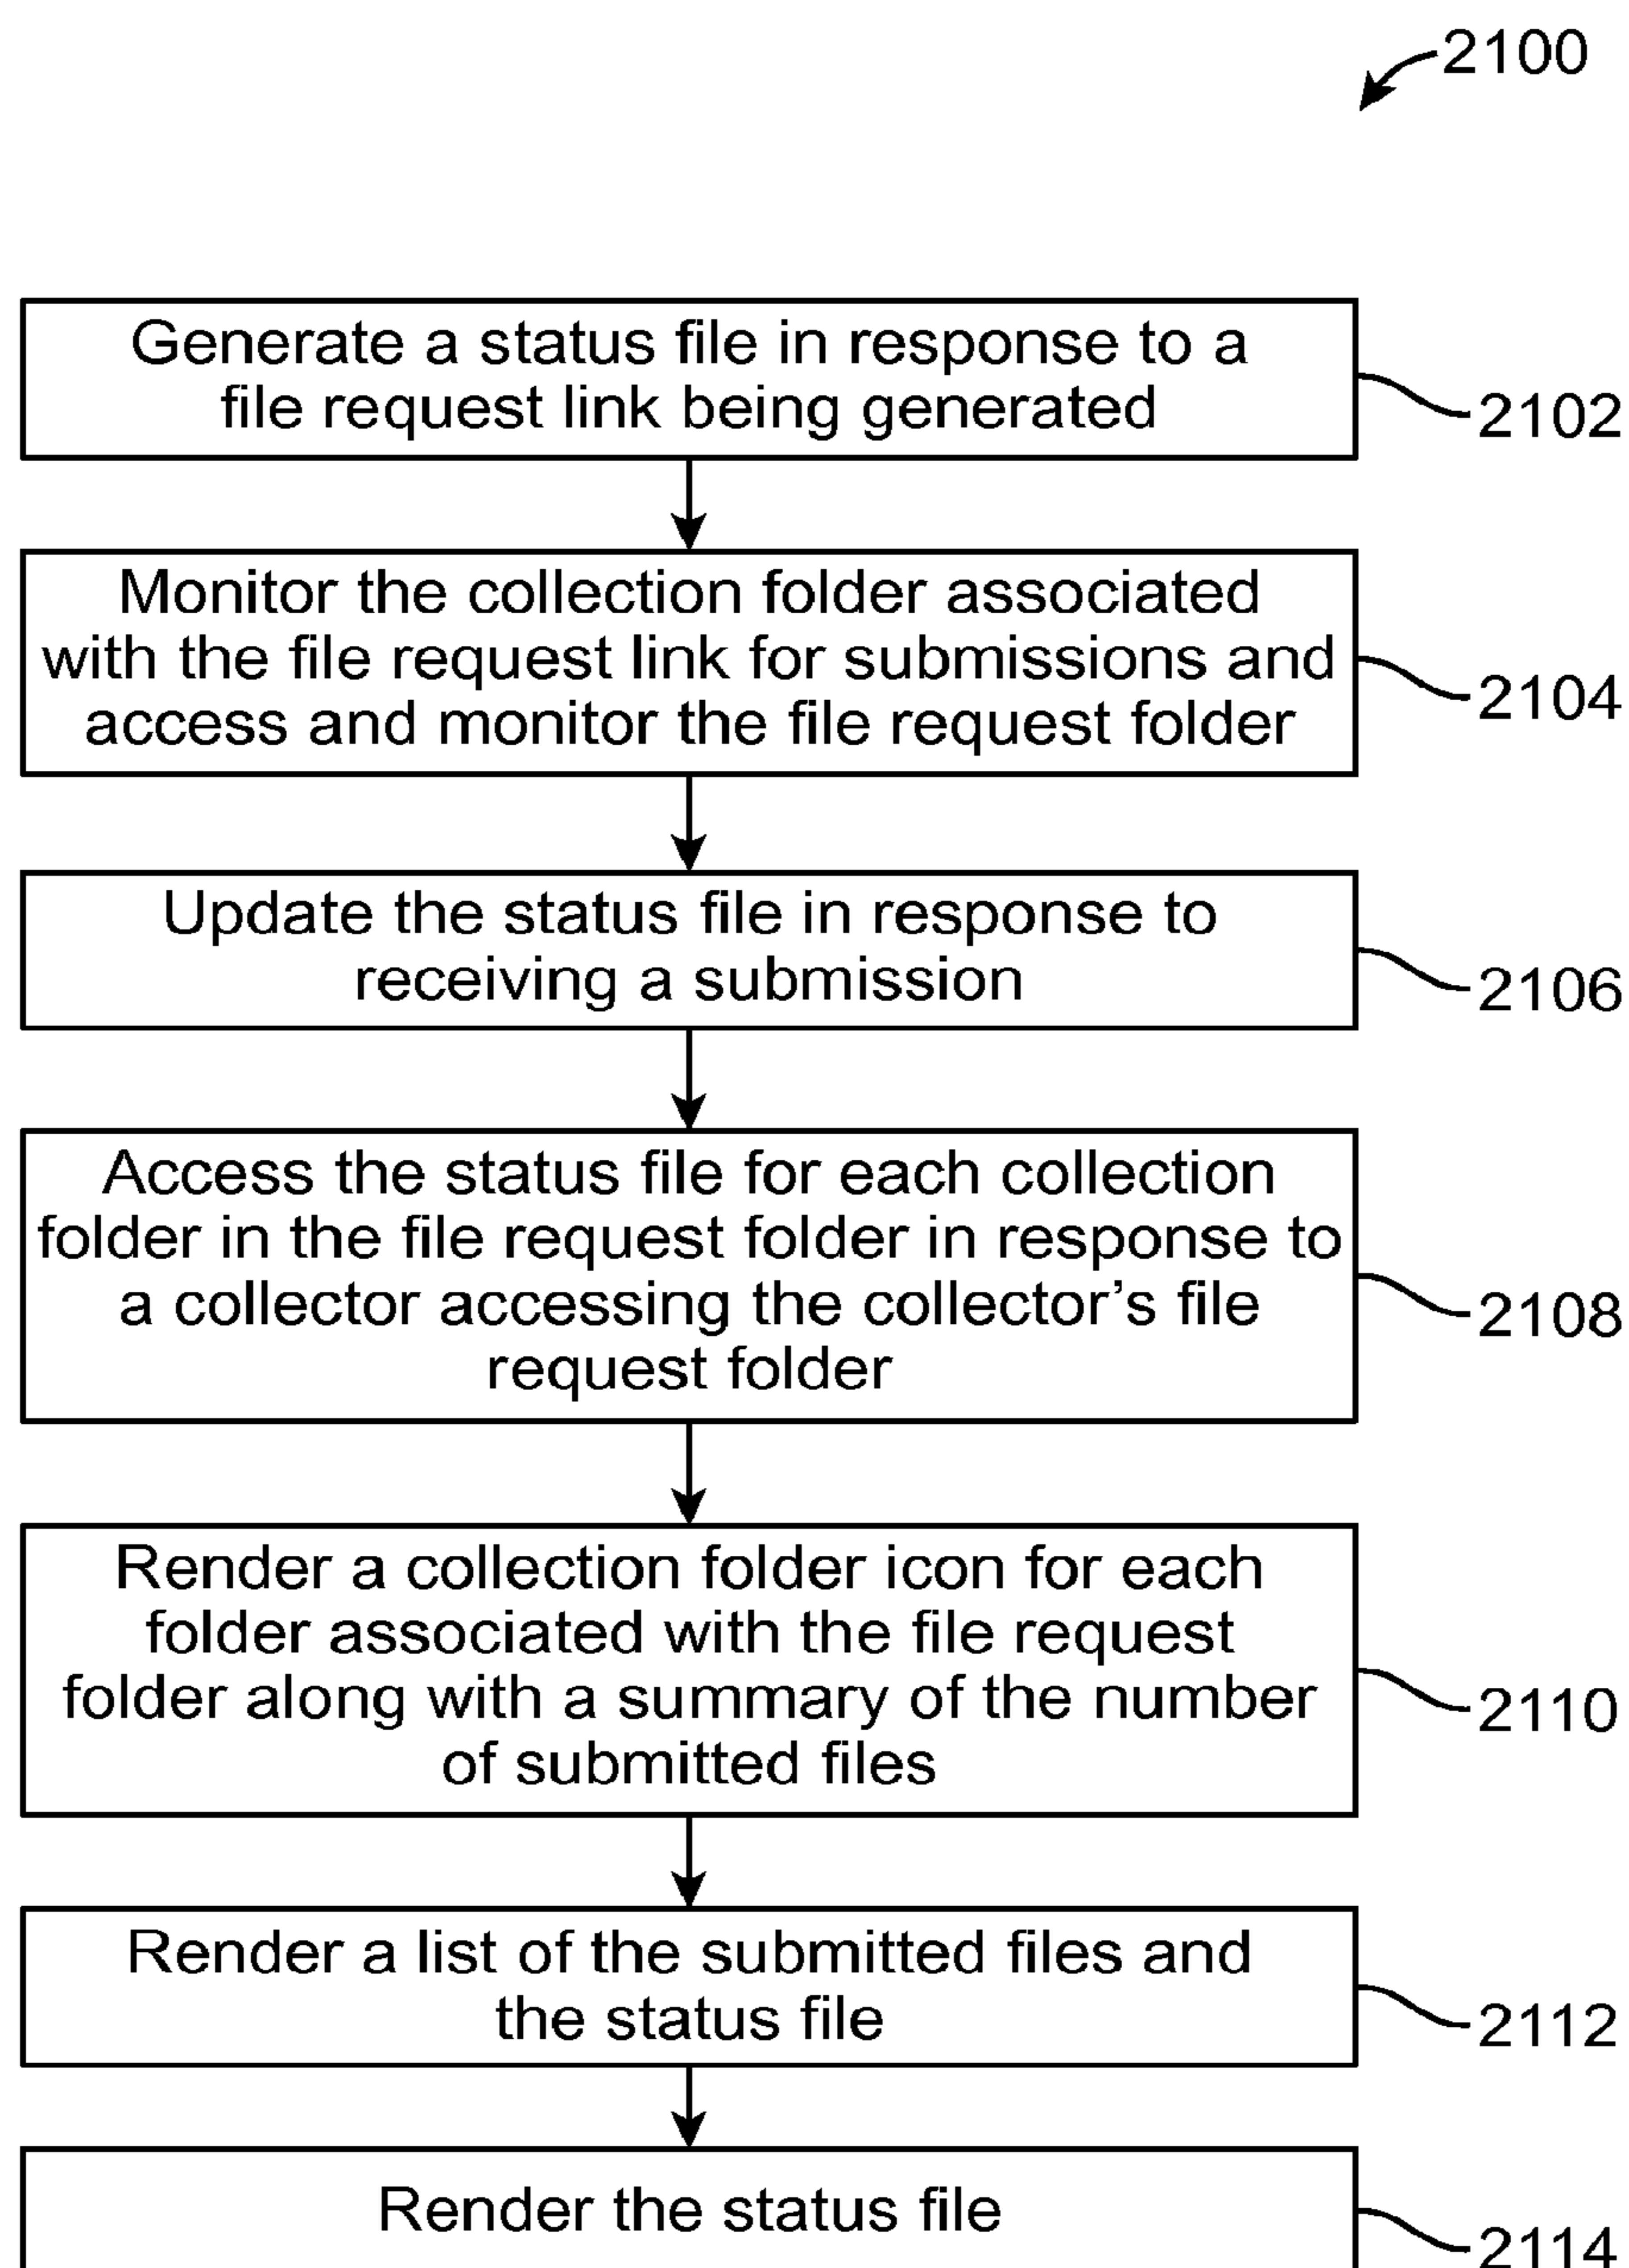 2100
Generate a status file in response to a
file request link being generated
2102
Monitor the collection folder associated
with the file request link for submissions and
access and monitor the file request folder
2104
Update the status file in response to
receiving a submission
2106
Access the status file for each collection
folder in the file request folder in response to
a collector accessing the collector’s file
request folder
2108
Render a collection folder icon for each
folder associated with the file request
folder along with a summary of the number
of submitted files
2110
Render a list of the submitted files and
the status file
2112
Render the status file
2114